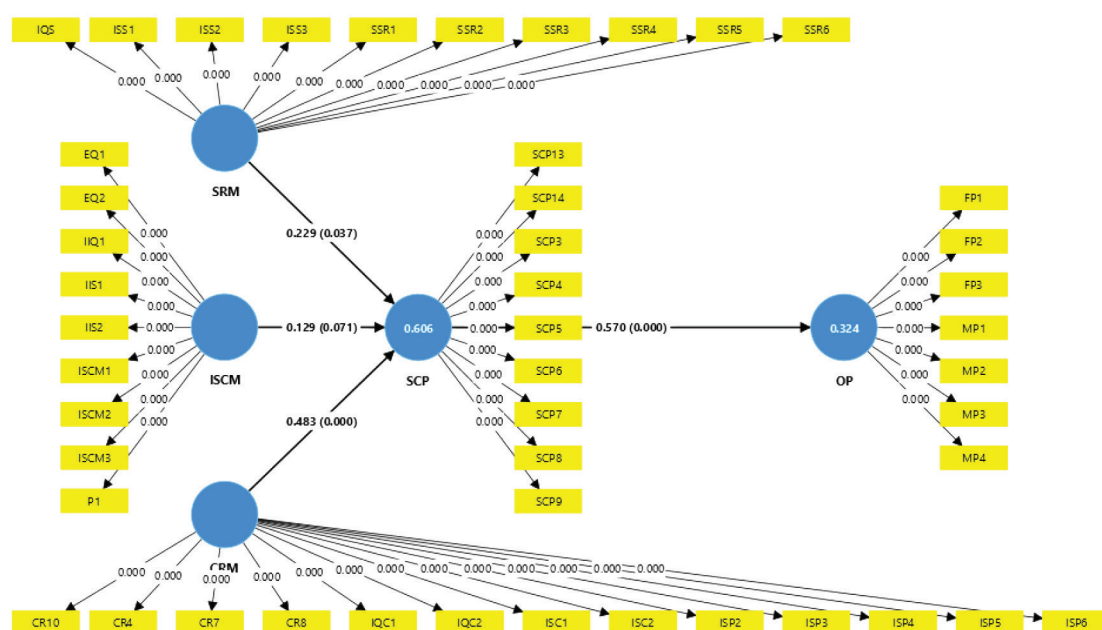 IQS ISS1 ISS2 ISS3 SSR1 SSR2 SSR3 SSR4 SSR5 SSR6
0.000 0.000 0.000 0.000 0.000 0.000 0.000 0.000 0.000 0.000
SRM
EQ1
EQ2
IIQ1
IIS1
IIS2
ISCM1
ISCM2
ISCM3
P1
0.000
0.000
0.000
0.000
0.000
0.000
0.000
0.000
0.000
ISCM
0.229 (0.037)
0.129 (0.071)
0.483 (0.000)
0.606
SCP
SCP13
SCP14
SCP3
SCP4
SCP5
SCP6
SCP7
SCP8
SCP9
0.000
0.000
0.000
0.000
0.000
0.000
0.000
0.000
0.000
0.570 (0.000)
0.324
OP
FP1
FP2
FP3
MP1
MP2
MP3
MP4
0.000
0.000
0.000
0.000
0.000
0.000
0.000
CRM
0.000 0.000 0.000 0.000 0.000 0.000 0.000 0.000 0.000 0.000 0.000 0.000 0.000
CR10 CR4 CR7 CR8 IQC1 IQC2 ISC1 ISC2 ISP2 ISP3 ISP4 ISP5 ISP6